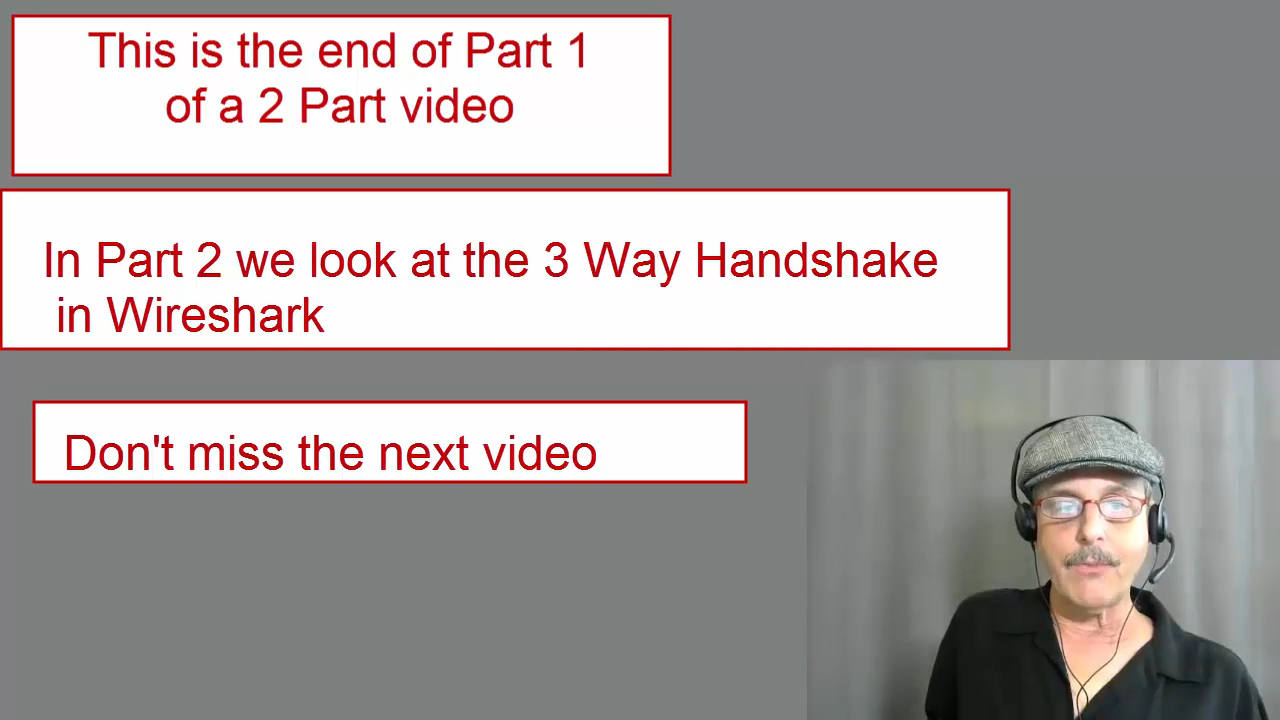 This is the end of Part 1
of a 2 Part video
In Part 2 we look at the 3 Way Handshake
in Wireshark
Don't miss the next video